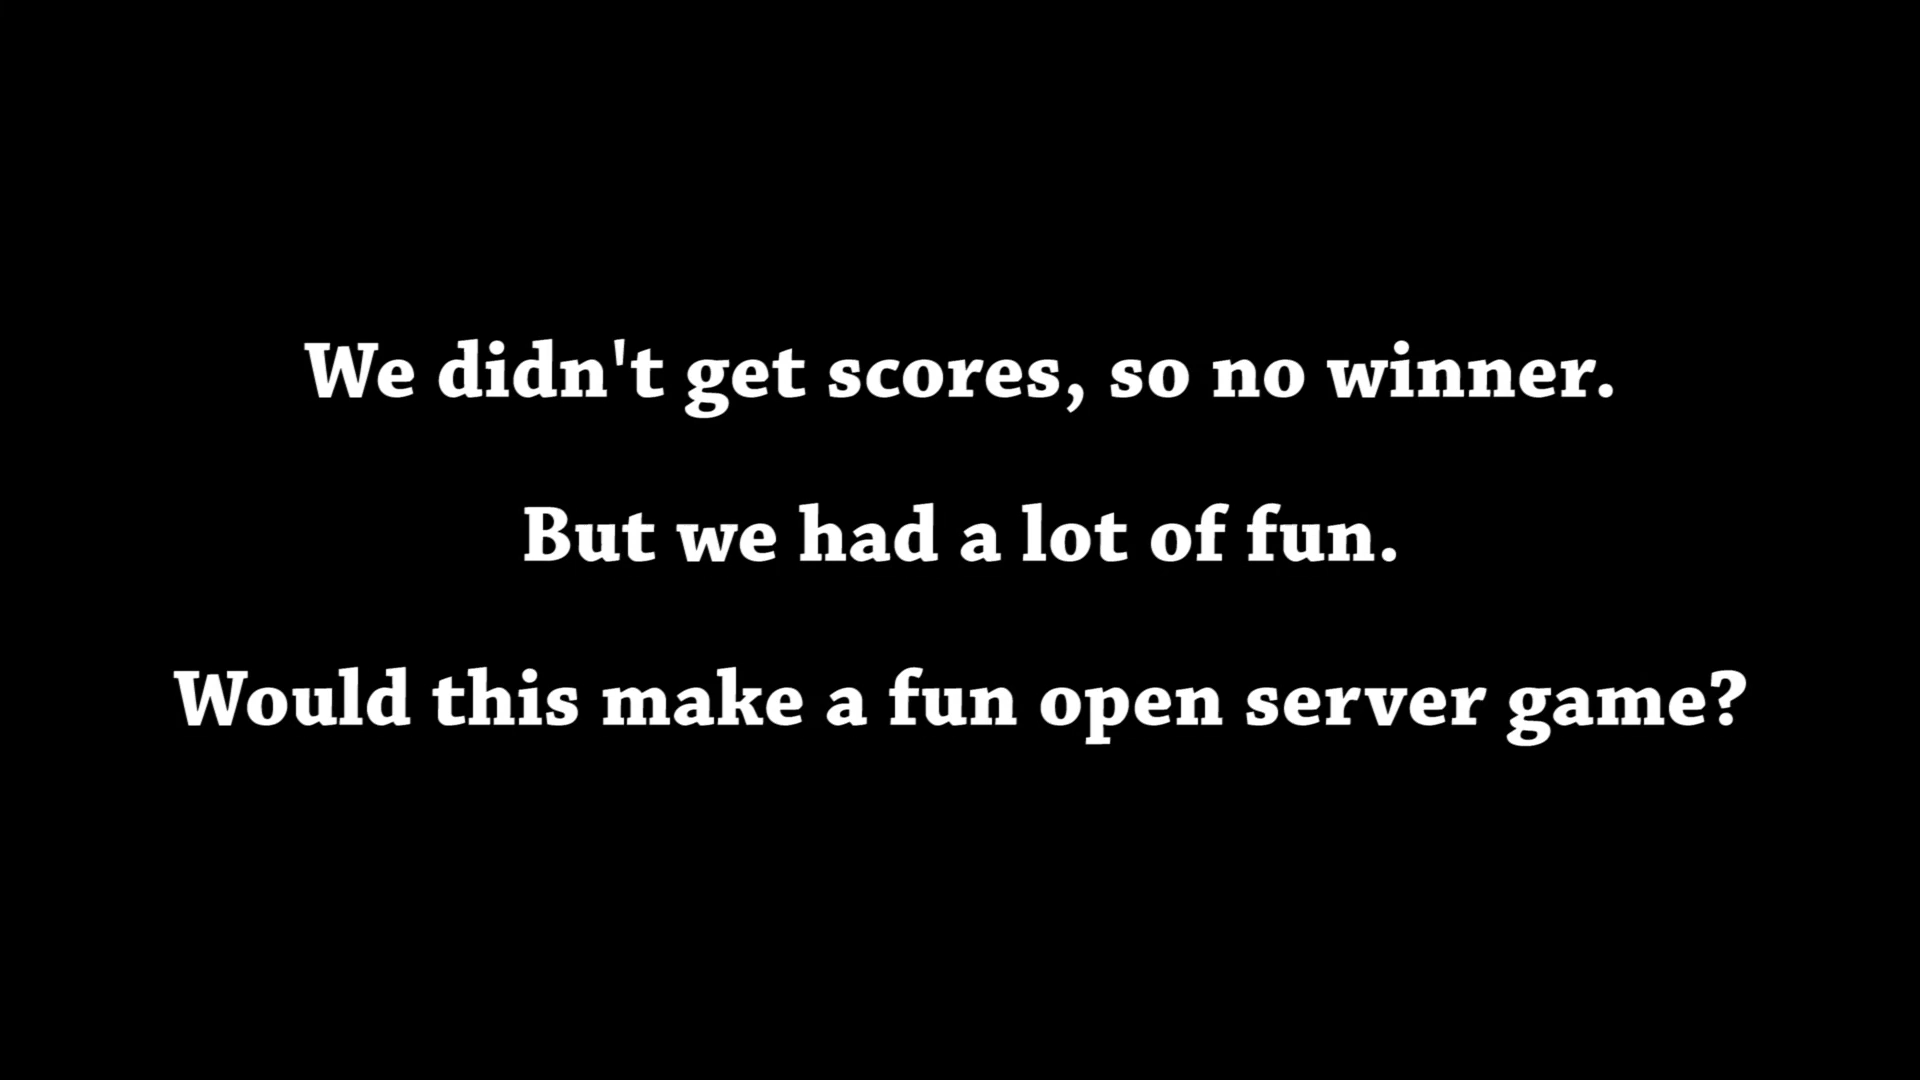 We didn't get scores, so no winner.
But we had a lot of fun.
Would this make a fun open server game?